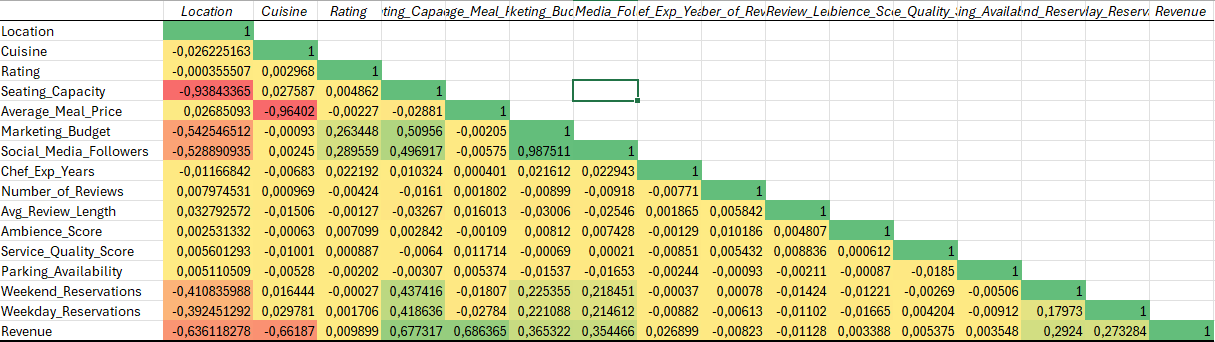 Location Cuisine Rating ting_Capa age_Meal_ keting_Buc Media_Fol ef_Exp_Ye ber_of_Rev Review_Le bience_Sc e_Quality_ ing_Availab nd_Reserv lay_Reserv Revenue
Location 1
Cuisine -0,026225163 1
Rating -0,000355507 0,002968 1
Seating_Capacity -0,93843365 0,027587 0,004862 1
Average_Meal_Price 0,02685093 -0,96402 -0,00227 -0,02881 1
Marketing_Budget -0,542546512 -0,00093 0,263448 0,50956 -0,00205 1
Social_Media_Followers -0,528890935 0,00245 0,289559 0,496917 -0,00575 0,987511 1
Chef_Exp_Years -0,01166842 -0,00683 0,022192 0,010324 0,000401 0,021612 0,022943 1
Number_of_Reviews 0,007974531 0,000969 -0,00424 -0,0161 0,001802 -0,00899 -0,00918 -0,00771 1
Avg_Review_Length 0,032792572 -0,01506 -0,00127 -0,03267 0,016013 -0,03006 -0,02546 0,001865 0,005842 1
Ambience_Score 0,002531332 -0,00063 0,007099 0,002842 -0,00109 0,00812 0,007428 -0,00129 0,010186 0,004807 1
Service_Quality_Score 0,005601293 -0,01001 0,000887 -0,0064 0,011714 -0,00069 0,00021 -0,00851 0,005432 0,008836 0,000612 1
Parking_Availability 0,005110509 -0,00528 -0,00202 -0,00307 0,005374 -0,01537 -0,01653 -0,00244 -0,00093 -0,00211 -0,00087 -0,0185 1
Weekend_Reservations -0,410835988 0,016444 -0,00027 0,437416 -0,01807 0,225355 0,218451 -0,00037 0,00078 -0,01424 -0,01221 -0,00269 -0,00506 1
Weekday_Reservations -0,392451292 0,029781 0,001706 0,418636 -0,02784 0,221088 0,214612 -0,00882 -0,00613 -0,01102 -0,01665 0,004204 -0,00912 0,17973 1
Revenue -0,636118278 -0,66187 0,009899 0,677317 0,686365 0,365322 0,354466 0,026899 -0,00823 -0,01128 0,003388 0,005375 0,003548 0,2924 0,273284 1